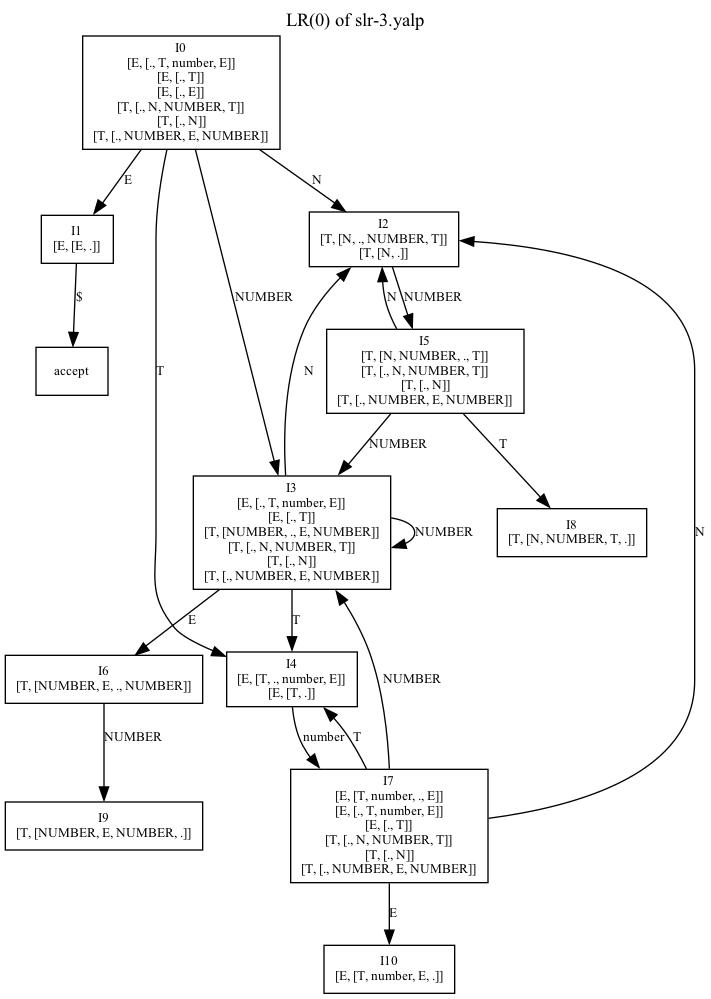 LR(0) of slr-3.yalp
I0
[E, [., T, number, E]]
[E, [., T]]
[E, [., E]]
[T, [., N, NUMBER, T]]
[T, [., N]]
[T, [., NUMBER, E, NUMBER]]
E
N
I1
[E, [E, .]]
I2
[T, [N, ., NUMBER, T]]
[T, [N, .]]
$
NUMBER
N
NUMBER
accept
T
N
I5
[T, [N, NUMBER, ., T]]
[T, [., N, NUMBER, T]]
[T, [., N]]
[T, [., NUMBER, E, NUMBER]]
NUMBER
T
I3
[E, [., T, number, E]]
[E, [., T]]
[T, [NUMBER, ., E, NUMBER]]
[T, [., N, NUMBER, T]]
[T, [., N]]
[T, [., NUMBER, E, NUMBER]]
NUMBER
I8
[T, [N, NUMBER, T, .]]
N
E
T
I6
[T, [NUMBER, E, ., NUMBER]]
I4
[E, [T, ., number, E]]
[E, [T, .]]
NUMBER
NUMBER
number
T
I7
[E, [T, number, ., E]]
[E, [., T, number, E]]
[E, [., T]]
[T, [., N, NUMBER, T]]
[T, [., N]]
[T, [., NUMBER, E, NUMBER]]
I9
[T, [NUMBER, E, NUMBER, .]]
E
I10
[E, [T, number, E, .]]